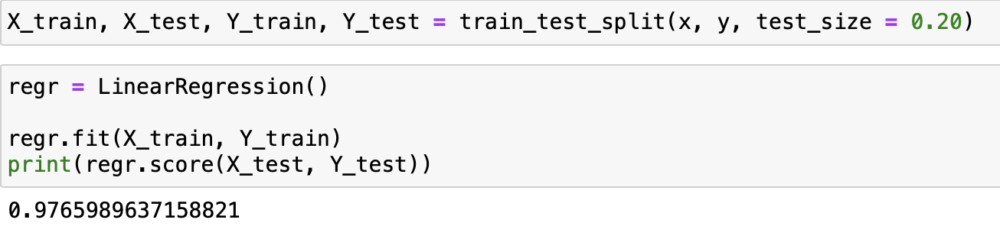 X_train, X_test, Y_train, Y_test = train_test_split(x, y, test_size = 0.20)
regr = LinearRegression()
regr.fit(X_train, Y_train)
print(regr.score(X_test, Y_test))
0.9765989637158821